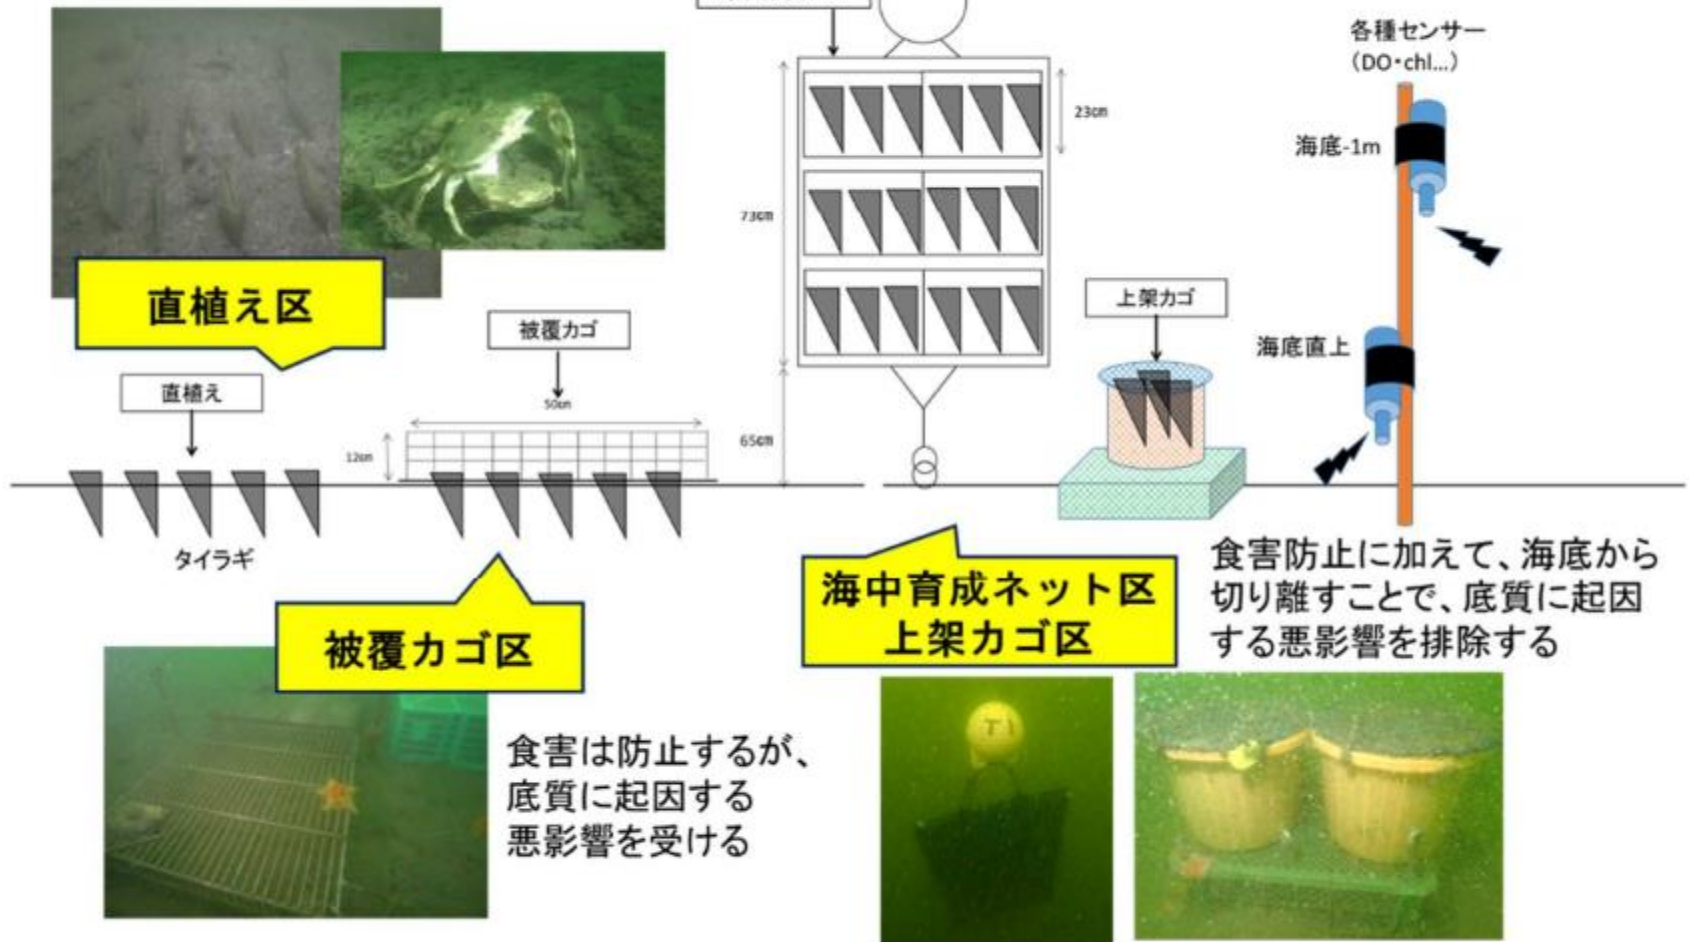 各種センサー
(DO・chl…)
23㎝
海底-1m
73㎝
直植え区
上架カゴ
被覆カゴ
海底直上
直植え
50㎝
12㎝
65㎝
タイラギ
海中育成ネット区
上架カゴ区
食害防止に加えて、海底から
切り離すことで、底質に起因
する悪影響を排除する
被覆カゴ区
食害は防止するが、
底質に起因する
悪影響を受ける